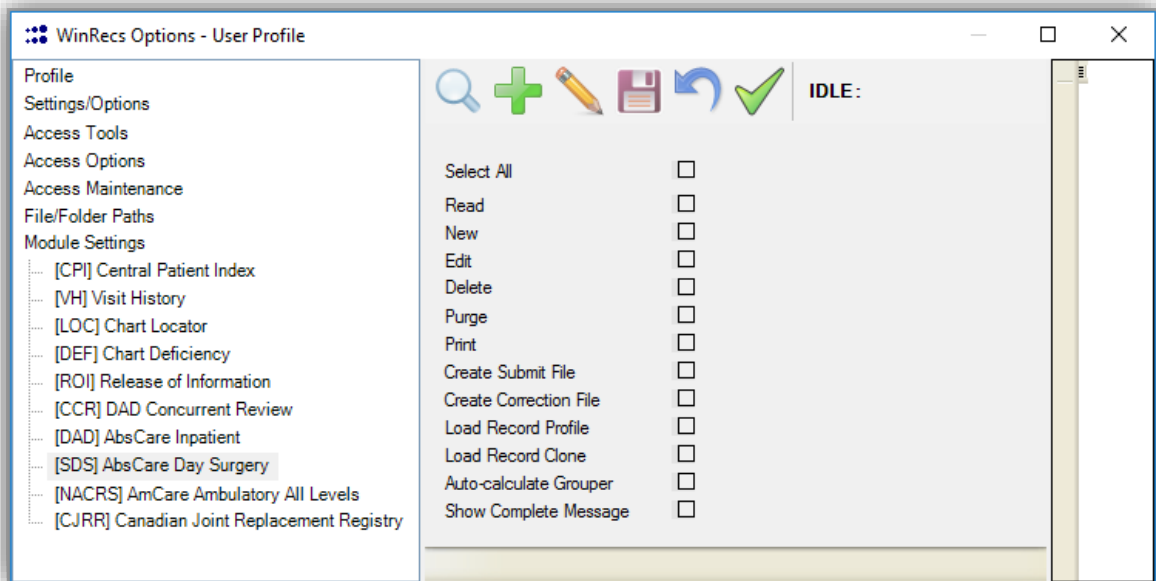 WinRecs Options - User Profile
Profile
Settings/Options
Access Tools
Access Options
Access Maintenance
File/Folder Paths
Module Settings
[CPI] Central Patient Index
[VH] Visit History
[LOC] Chart Locator
[DEF] Chart Deficiency
[ROI] Release of Information
[CCR] DAD Concurrent Review
[DAD] AbsCare Inpatient
[SDS] AbsCare Day Surgery
[NACRS] AmCare Ambulatory All Levels
[CJRR] Canadian Joint Replacement Registry
IDLE:
Select All
Read
New
Edit
Delete
Purge
Print
Create Submit File
Create Correction File
Load Record Profile
Load Record Clone
Auto-calculate Grouper
Show Complete Message